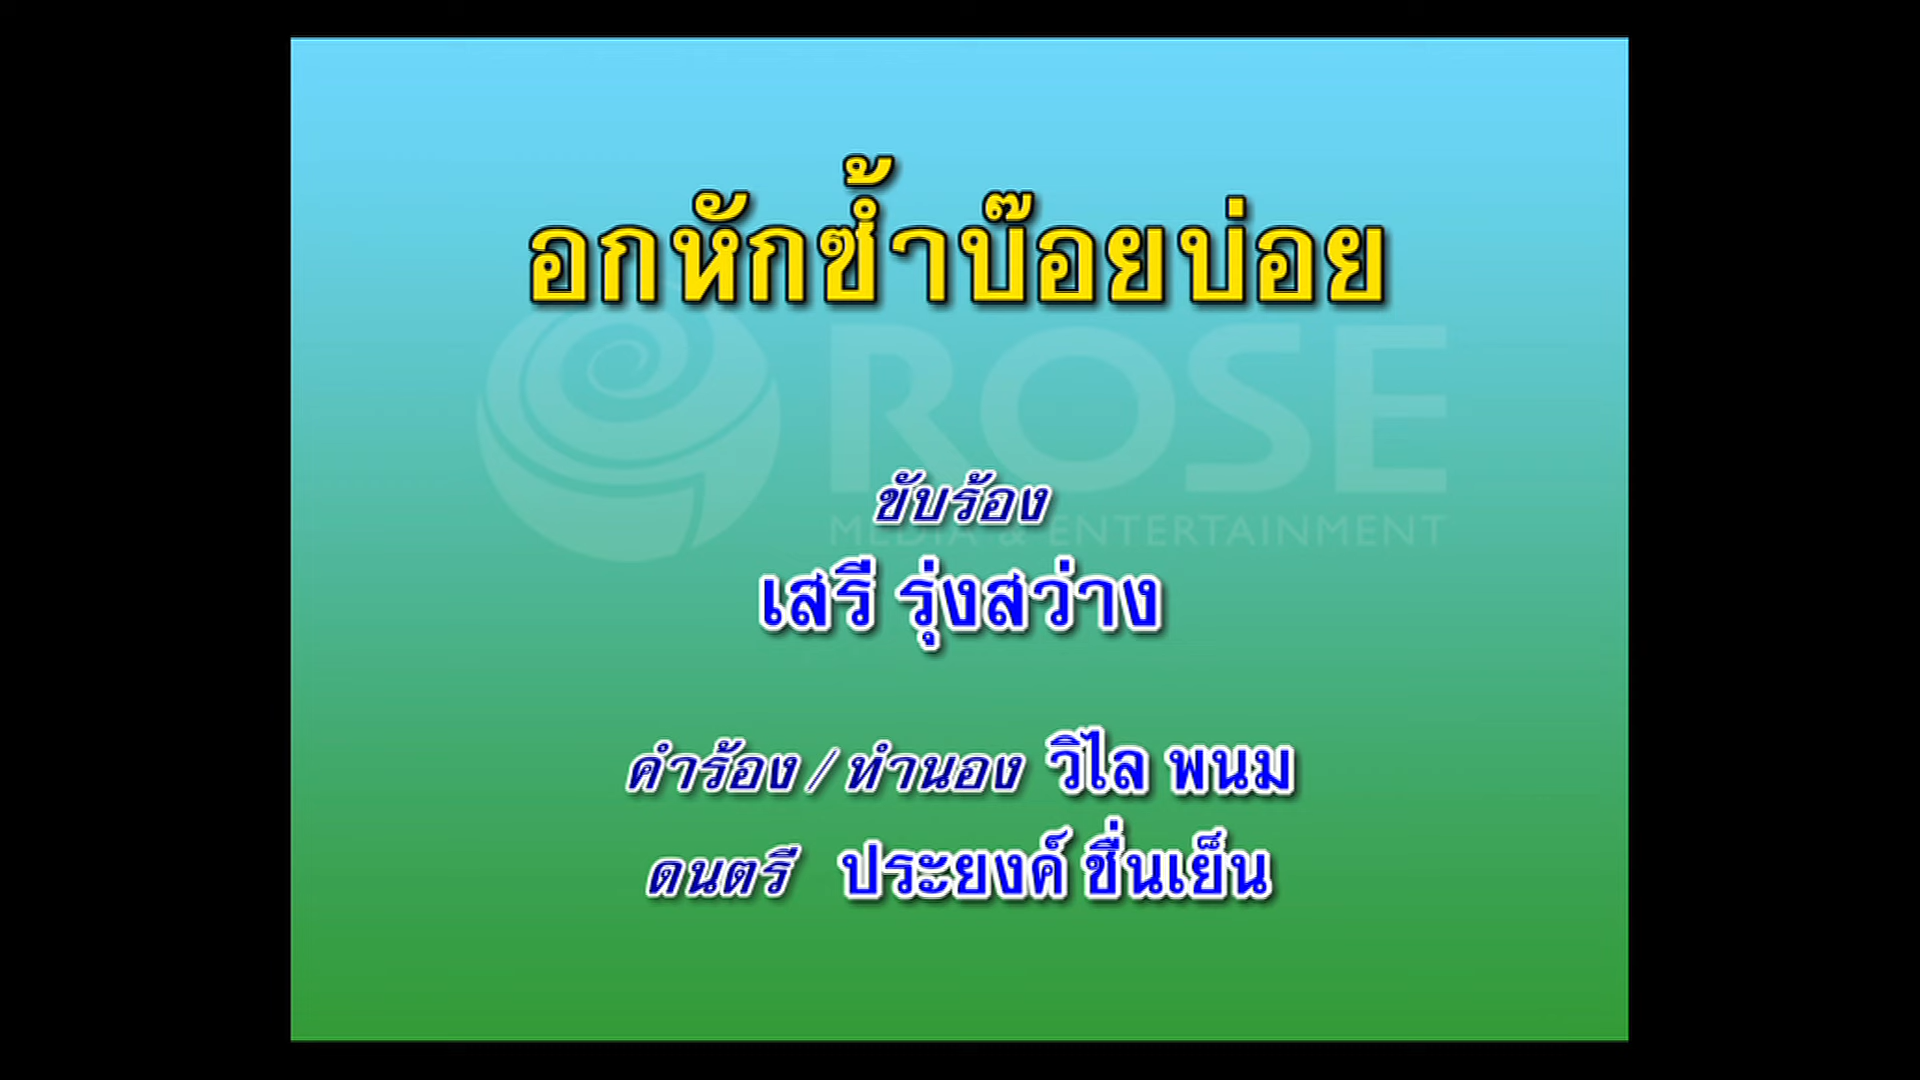 อกหักซ้ำบ๊อยบ่อย
ROSE
MEDIA & ENTERTAINMENT
ขับร้อง
เสรี รุ่งสว่าง
คำร้อง / ทำนอง วิไล พนม
ดนตรี ประยงค์ ชื่นเย็น